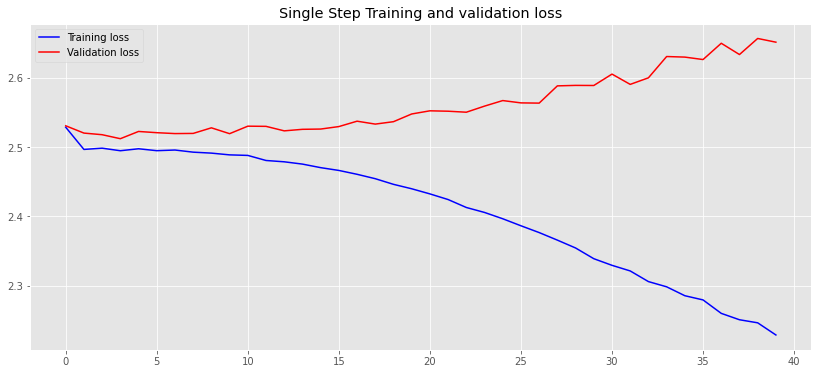 Single Step Training and validation loss
Training loss
Validation loss
2.6
2.5
2.4
2.3
0 5 10 15 20 25 30 35 40